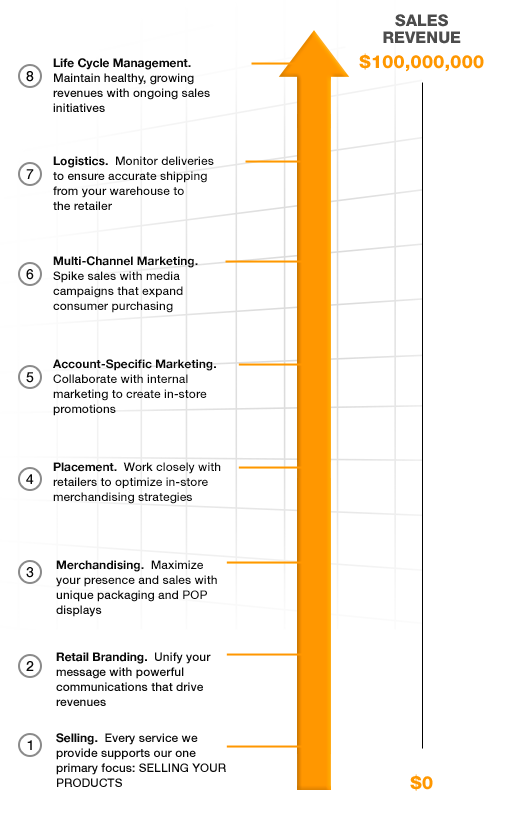 SALES
REVENUE
$100,000,000
8
Life Cycle Management.
Maintain healthy, growing
revenues with ongoing sales
initiatives
7
Logistics.  Monitor deliveries
to ensure accurate shipping
from your warehouse to
the retailer
6
Multi-Channel Marketing.
Spike sales with media
campaigns that expand
consumer purchasing
5
Account-Specific Marketing.
Collaborate with internal
marketing to create in-store
promotions
4
Placement.  Work closely with
retailers to optimize in-store
merchandising strategies
3
Merchandising.  Maximize
your presence and sales with
unique packaging and POP
displays
2
Retail Branding.  Unify your
message with powerful
communications that drive
revenues
1
Selling.  Every service we
provide supports our one
primary focus: SELLING YOUR
PRODUCTS
$0